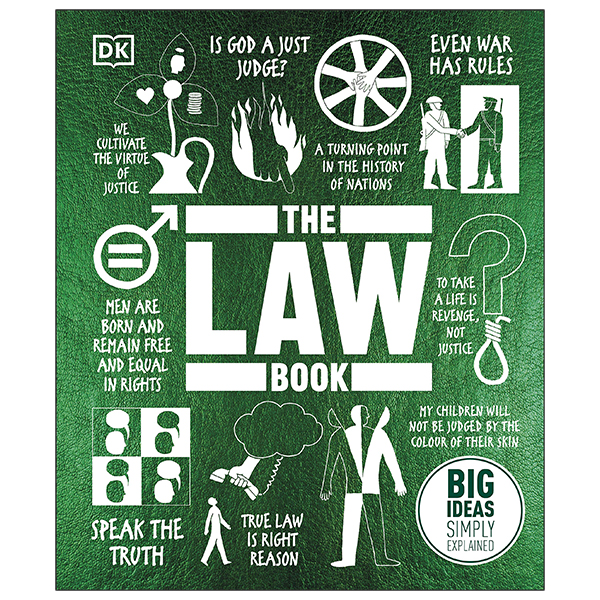 DK
IS GOD A JUST
JUDGE?
EVEN WAR
HAS RULES
WE
CULTIVATE
THE VIRTUE
OF
JUSTICE
A TURNING POINT
IN THE HISTORY
OF NATIONS
THE
LAW
BOOK
MEN ARE
BORN AND
REMAIN FREE
AND EQUAL
IN RIGHTS
TO TAKE
A LIFE IS
REVENGE,
NOT
JUSTICE
MY CHILDREN WILL
NOT BE JUDGED BY THE
COLOUR OF THEIR SKIN
SPEAK THE
TRUTH
TRUE LAW
IS RIGHT
REASON
BIG
IDEAS
SIMPLY
EXPLAINED